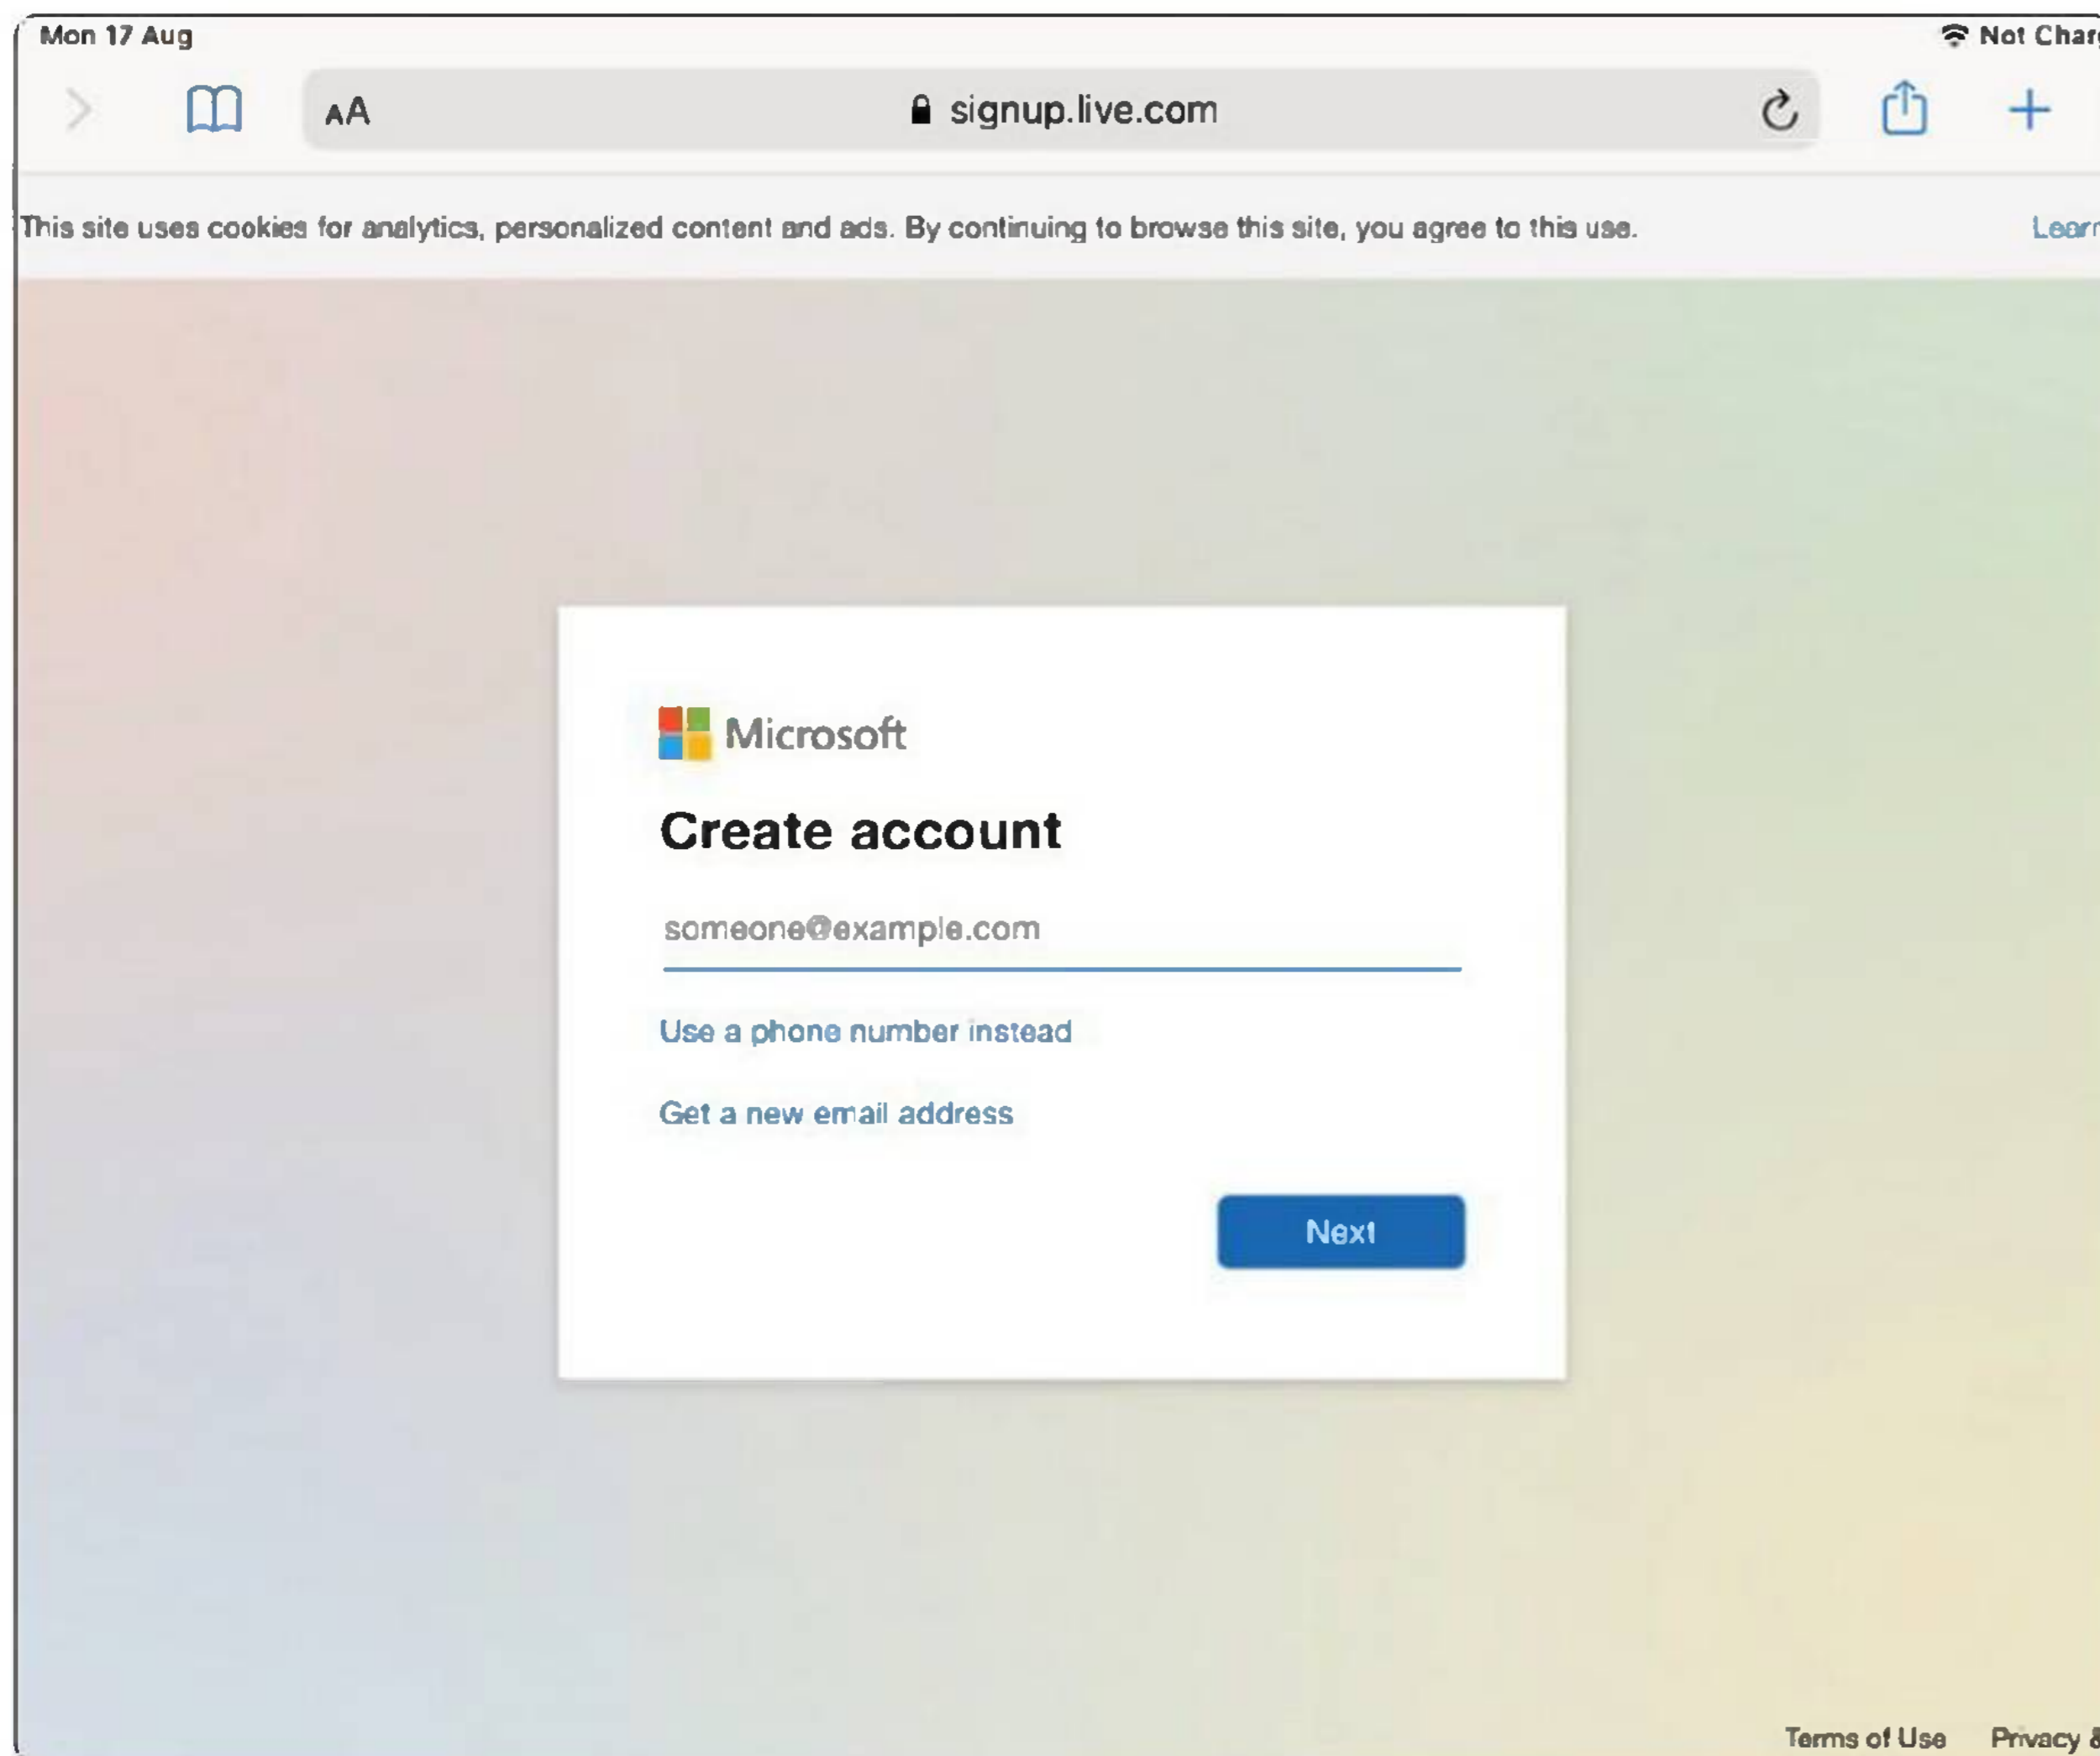 Mon 17 Aug
Not Char
AA
signup.live.com
This site uses cookies for analytics, personalized content and ads. By continuing to browse this site, you agree to this use.
Learn
Microsoft
Create account
someone@example.com
Use a phone number instead
Get a new email address
Next
Terms of Use
Privacy &